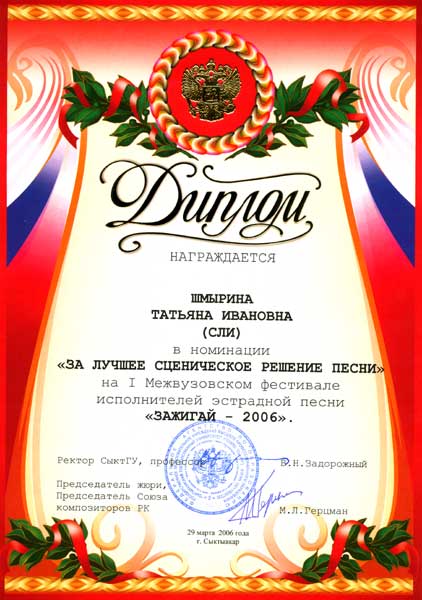 Диплом
НАГРАЖДАЕТСЯ
ШМЫРИНА
ТАТЬЯНА ИВАНОВНА
(СЛИ)
в номинации
«ЗА ЛУЧШЕЕ СЦЕНИЧЕСКОЕ РЕШЕНИЕ ПЕСНИ»
на I Межвузовском фестивале
исполнителей эстрадной песни
«ЗАЖИГАЙ – 2006».
Ректор СыктГУ, профессор В.Н.Задорожный
Председатель жюри,
Председатель Союза
композиторов РК М.Л.Герцман
29 марта 2006 года
г. Сыктывкар